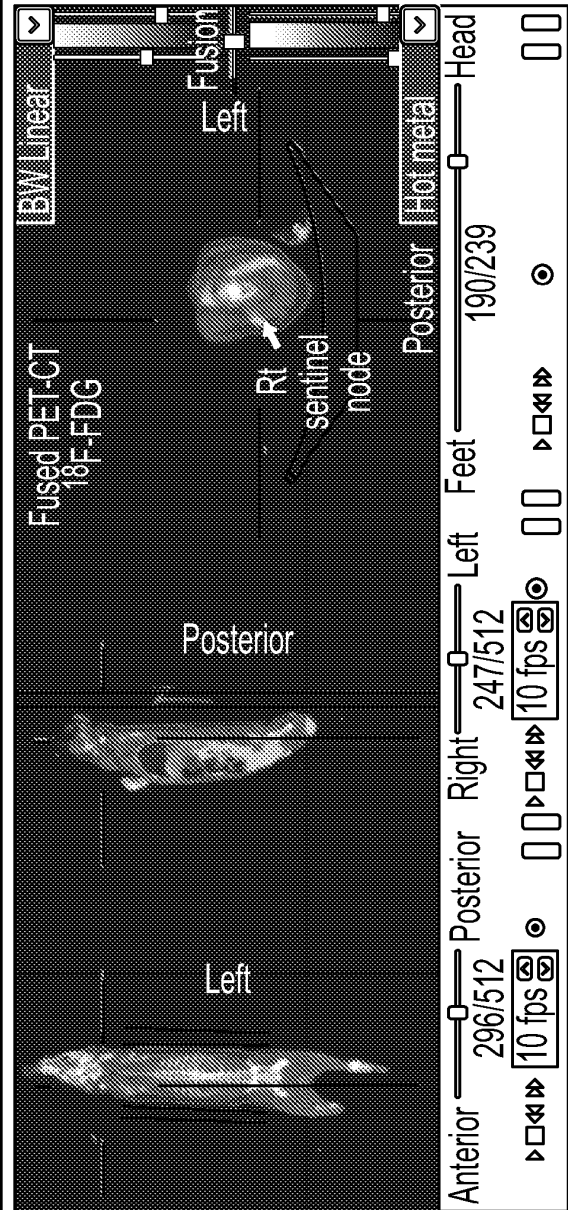 Fused PET-CT
18F-FDG
BW Linear
Fusion
Left
Posterior
Left
Rt
sentinel
node
Posterior
Hot metal
Anterior Posterior
296/512
10 fps
Right Left
247/512
10 fps
Feet Head
190/239